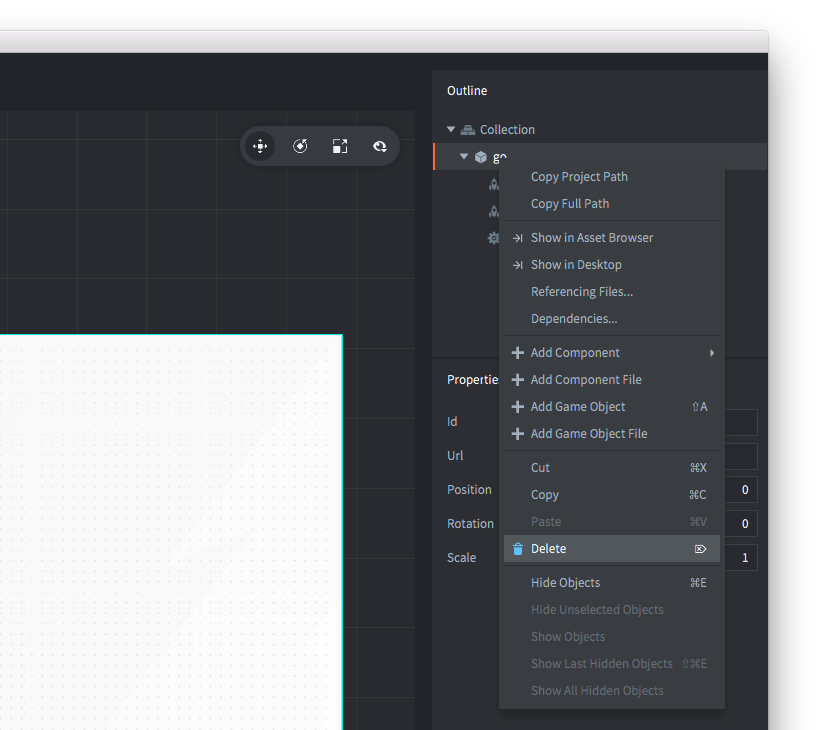 Outline
Collection
go
Copy Project Path
Copy Full Path
Show in Asset Browser
Show in Desktop
Referencing Files...
Dependencies...
Add Component
Add Component File
Add Game Object ⇧A
Add Game Object File
Cut ⌘X
Copy ⌘C
Paste ⌘V
Delete ⌦
Hide Objects ⌘E
Hide Unselected Objects
Show Objects
Show Last Hidden Objects ⇧⌘E
Show All Hidden Objects
Propertie
Id
Url
Position 0
Rotation 0
Scale 1